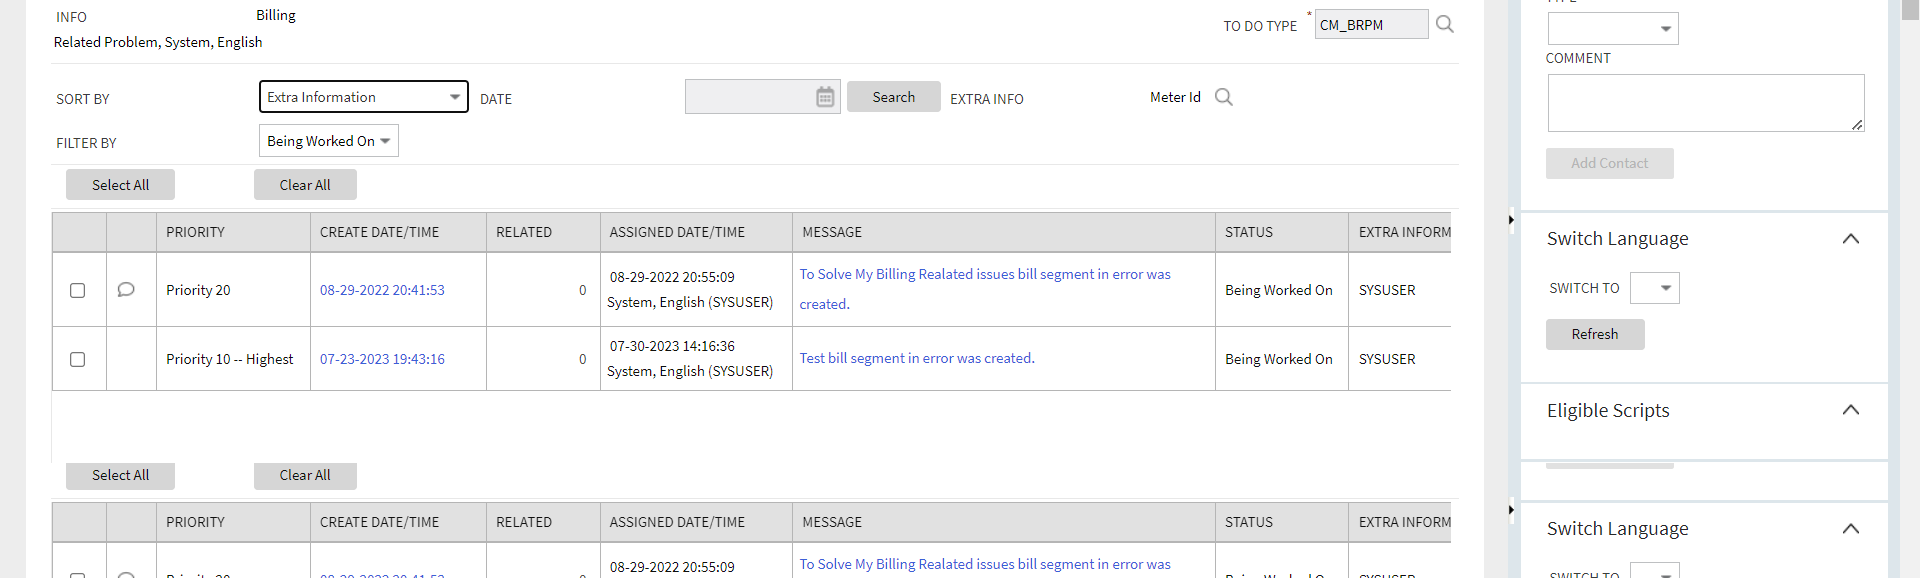 INFO
Billing
Related Problem, System, English
TO DO TYPE * CM_BRPM
SORT BY Extra Information DATE Search EXTRA INFO Meter Id
FILTER BY Being Worked On
Select All Clear All
PRIORITY CREATE DATE/TIME RELATED ASSIGNED DATE/TIME MESSAGE STATUS EXTRA INFORM
Priority 20 08-29-2022 20:41:53 0 08-29-2022 20:55:09
System, English (SYSUSER)
To Solve My Billing Realated issues bill segment in error was
created.
Being Worked On SYSUSER
Priority 10 -- Highest 07-23-2023 19:43:16 0 07-30-2023 14:16:36
System, English (SYSUSER)
Test bill segment in error was created.
Being Worked On SYSUSER
Select All Clear All
PRIORITY CREATE DATE/TIME RELATED ASSIGNED DATE/TIME MESSAGE STATUS EXTRA INFORM
08-29-2022 20:55:09
To Solve My Billing Realated issues bill segment in error was
COMMENT
Add Contact
Switch Language
SWITCH TO
Refresh
Eligible Scripts
Switch Language
SWITCH TO